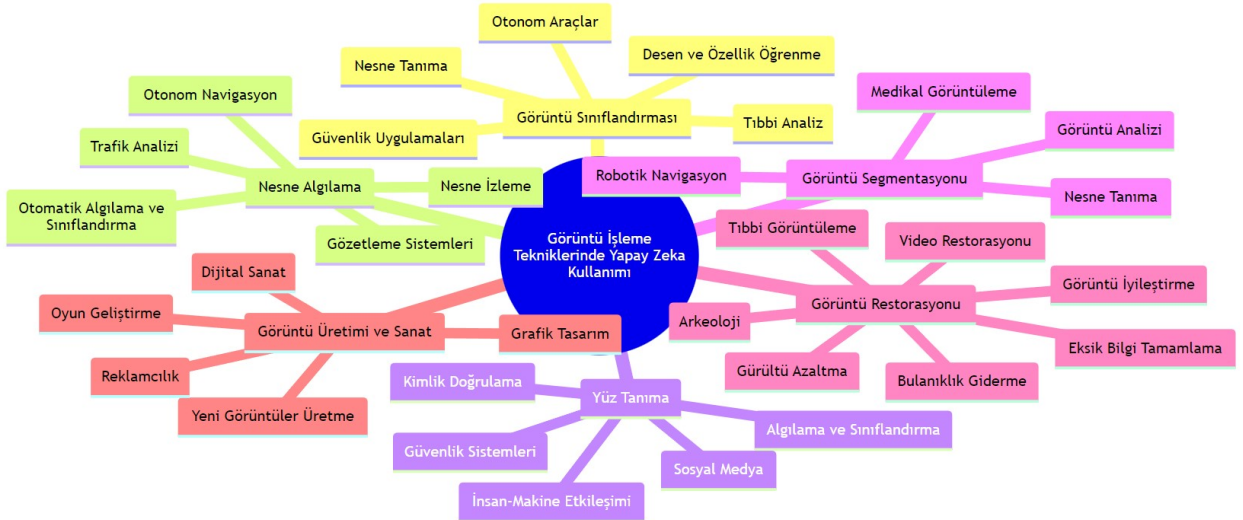 Görüntü İşleme
Tekniklerinde Yapay Zeka
Kullanımı
Görüntü Sınıflandırması
Otonom Araçlar
Desen ve Özellik Öğrenme
Nesne Tanıma
Güvenlik Uygulamaları
Tıbbi Analiz
Görüntü Segmentasyonu
Medikal Görüntüleme
Görüntü Analizi
Robotik Navigasyon
Nesne Tanıma
Görüntü Restorasyonu
Tıbbi Görüntüleme
Video Restorasyonu
Görüntü İyileştirme
Arkeoloji
Eksik Bilgi Tamamlama
Gürültü Azaltma
Bulanıklık Giderme
Yüz Tanıma
Kimlik Doğrulama
Algılama ve Sınıflandırma
Güvenlik Sistemleri
Sosyal Medya
İnsan-Makine Etkileşimi
Görüntü Üretimi ve Sanat
Dijital Sanat
Oyun Geliştirme
Grafik Tasarım
Reklamcılık
Yeni Görüntüler Üretme
Nesne Algılama
Otonom Navigasyon
Trafik Analizi
Nesne İzleme
Otomatik Algılama ve
Sınıflandırma
Gözetleme Sistemleri